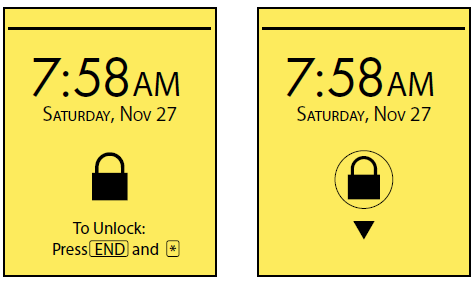 7:58AM
SATURDAY, NOV 27
To Unlock:
Press END and *
7:58AM
SATURDAY, NOV 27